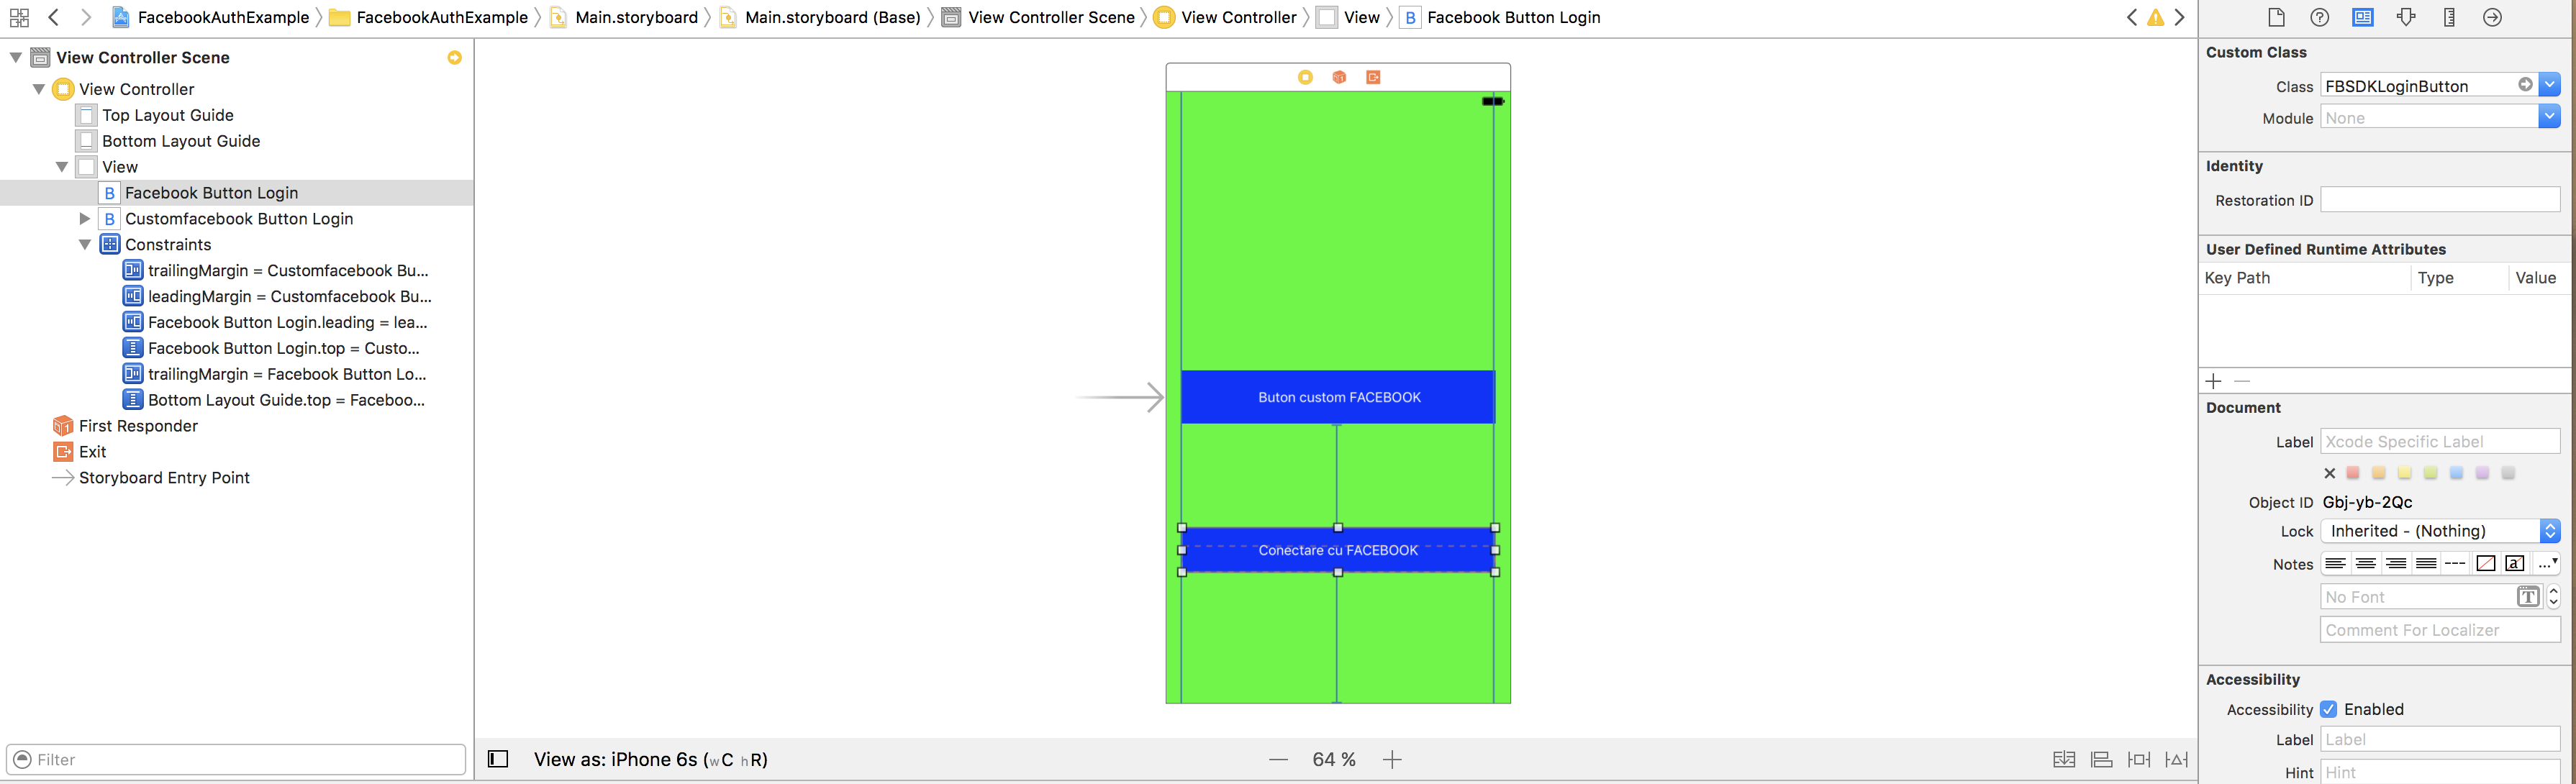 FacebookAuthExample FacebookAuthExample Main.storyboard Main.storyboard (Base) View Controller Scene View Controller View B Facebook Button Login
View Controller Scene
View Controller
Top Layout Guide
Bottom Layout Guide
View
B Facebook Button Login
B Customfacebook Button Login
Constraints
trailingMargin = Customfacebook Bu...
leadingMargin = Customfacebook Bu...
Facebook Button Login.leading = lea...
Facebook Button Login.top = Custo...
trailingMargin = Facebook Button Lo...
Bottom Layout Guide.top = Faceboo...
First Responder
Exit
Storyboard Entry Point
Filter
Buton custom FACEBOOK
Conectare cu FACEBOOK
View as: iPhone 6s (wC hR)
64 %
Custom Class
Class FBSDKLoginButton
Module None
Identity
Restoration ID
User Defined Runtime Attributes
Key Path Type Value
Document
Label Xcode Specific Label
Object ID Gbj-yb-2Qc
Lock Inherited - (Nothing)
Notes
No Font T
Comment For Localizer
Accessibility
Accessibility Enabled
Label Label
Hint Hint